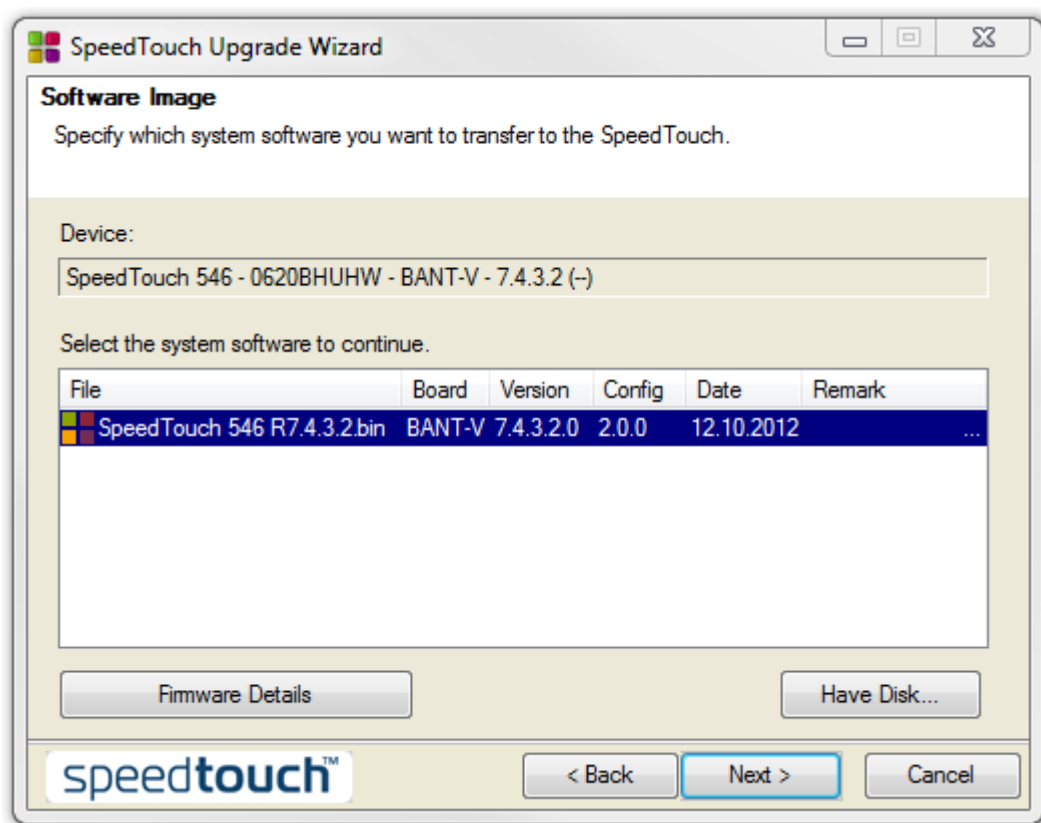 SpeedTouch Upgrade Wizard
Software Image
Specify which system software you want to transfer to the SpeedTouch.
Device:
SpeedTouch 546 - 0620BHUHW - BANT-V - 7.4.3.2 (--)
Select the system software to continue.
File Board Version Config Date Remark
SpeedTouch 546 R7.4.3.2.bin BANT-V 7.4.3.2.0 2.0.0 12.10.2012 ...
Firmware Details Have Disk...
speedtouch™ < Back Next > Cancel